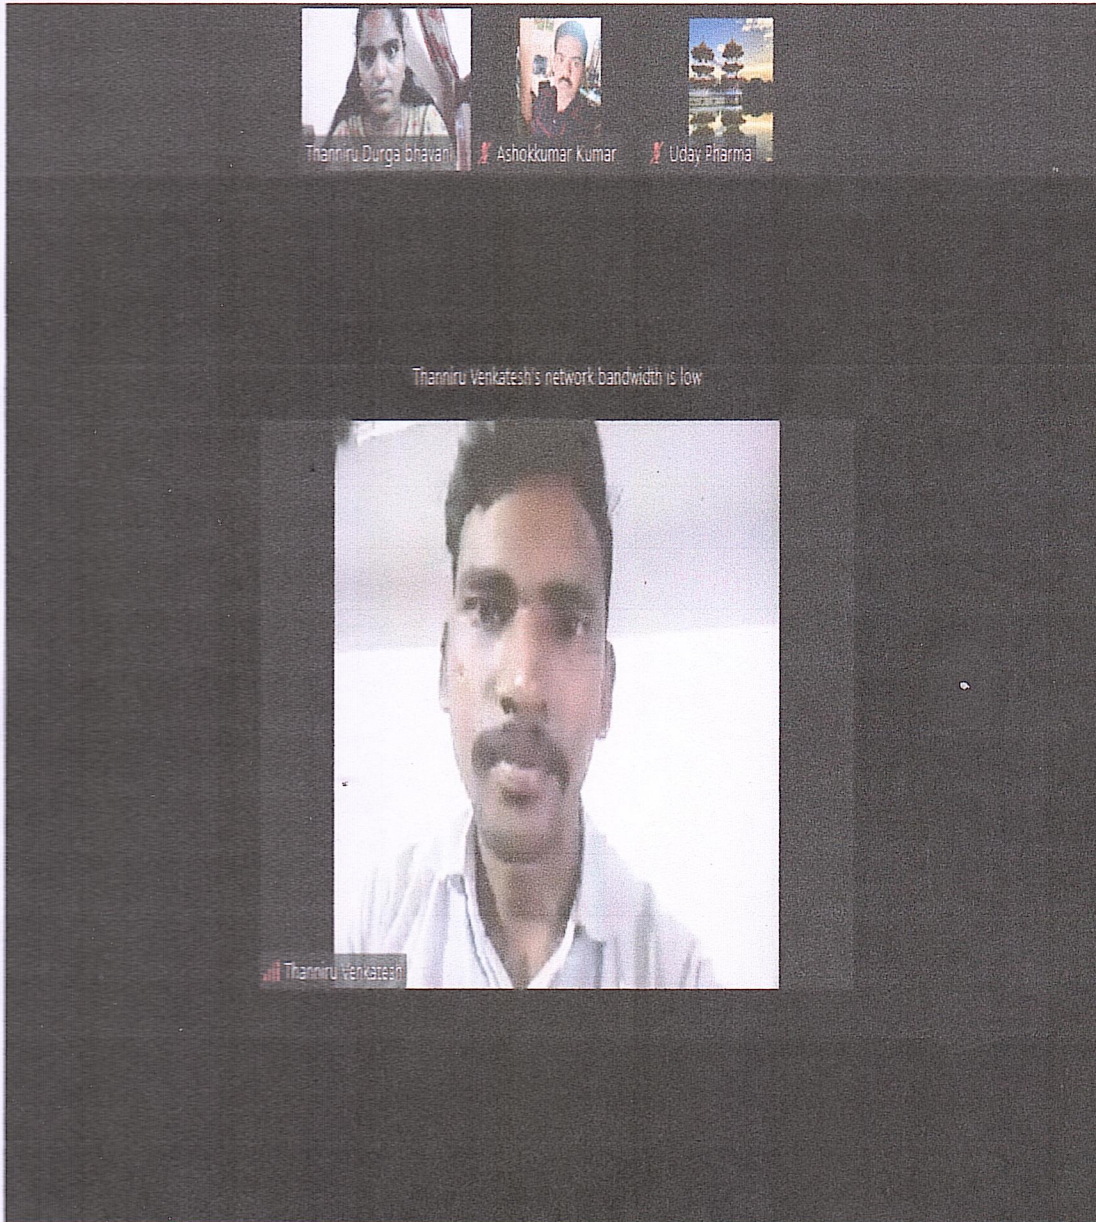 Thanniru Durga bhavani
Ashokkumar Kumar
Uday Pharma
Thanniru Venkatesh's network bandwidth is low
Thanniru Venkatesh